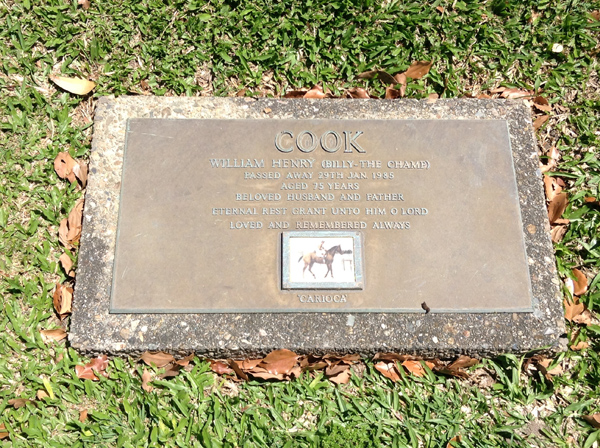 COOK
WILLIAM HENRY (BILLY-THE CHAMP)
PASSED AWAY 29TH JAN. 1985
AGED 75 YEARS
BELOVED HUSBAND AND FATHER
ETERNAL REST GRANT UNTO HIM O LORD
LOVED AND REMEMBERED ALWAYS
"CARIOCA"